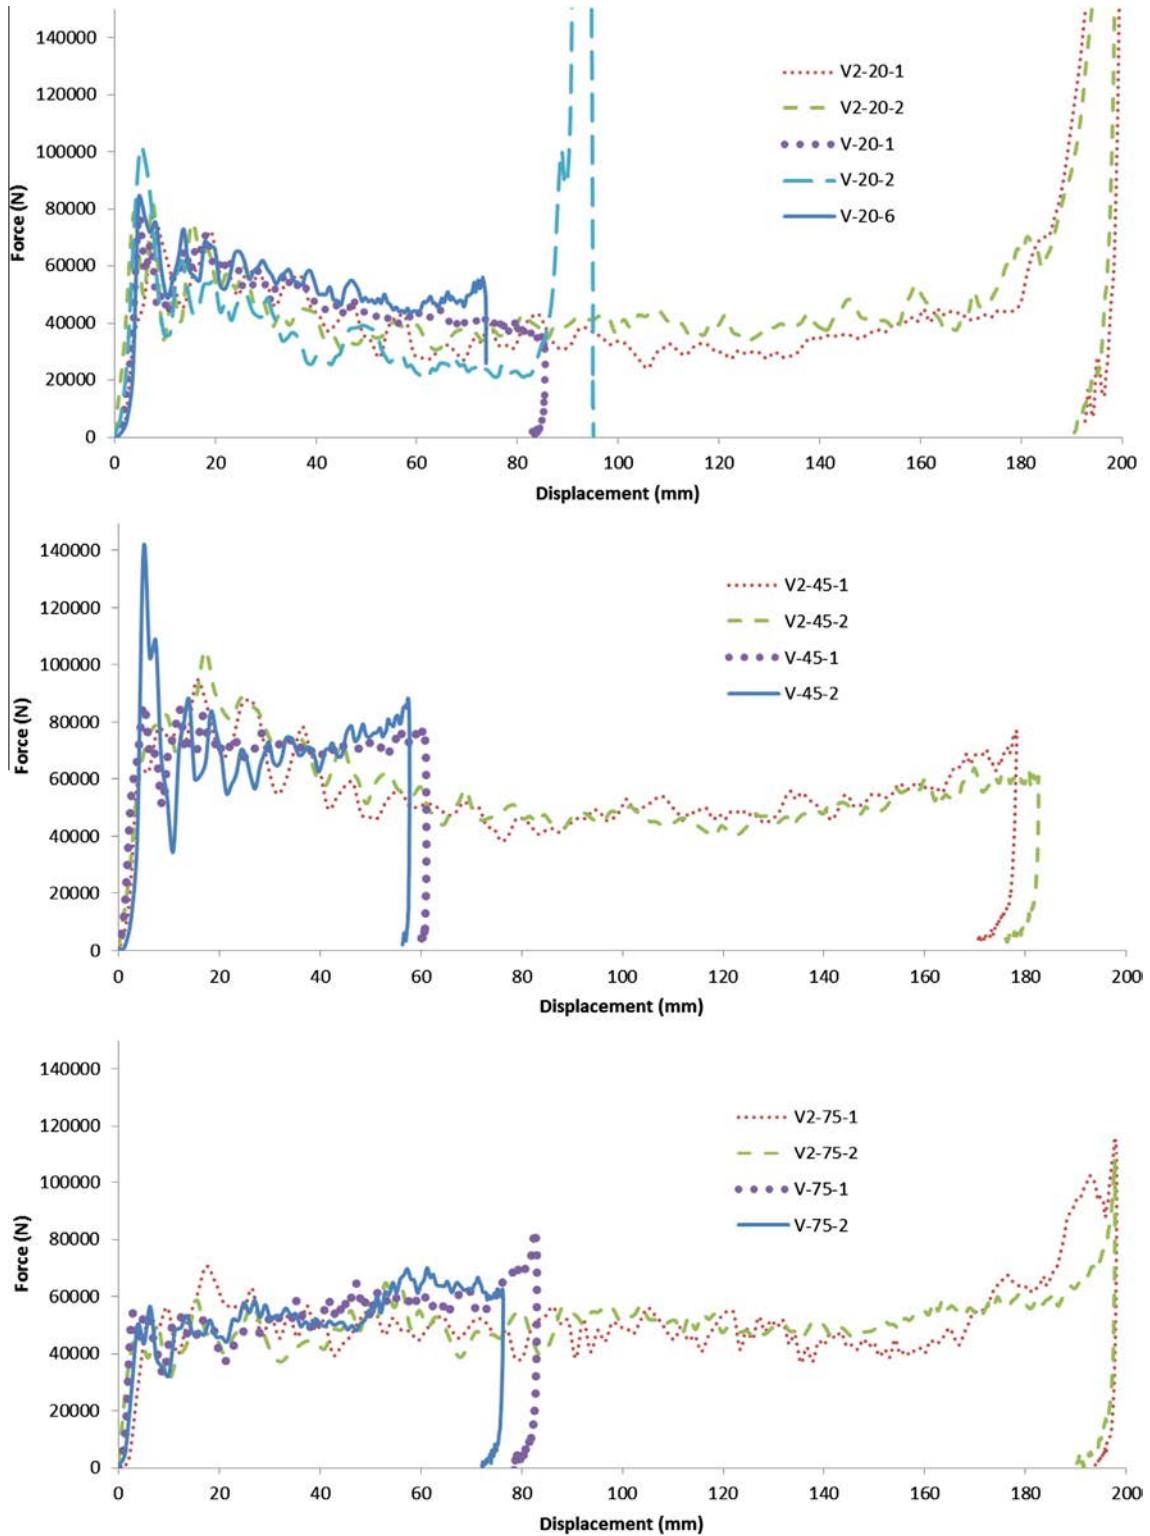 140000
120000
100000
80000
60000
40000
20000
0
Force (N)
V2-20-1
V2-20-2
V-20-1
V-20-2
V-20-6
0 20 40 60 80 100 120 140 160 180 200
Displacement (mm)
140000
120000
100000
80000
60000
40000
20000
0
Force (N)
V2-45-1
V2-45-2
V-45-1
V-45-2
0 20 40 60 80 100 120 140 160 180 200
Displacement (mm)
140000
120000
100000
80000
60000
40000
20000
0
Force (N)
V2-75-1
V2-75-2
V-75-1
V-75-2
0 20 40 60 80 100 120 140 160 180 200
Displacement (mm)